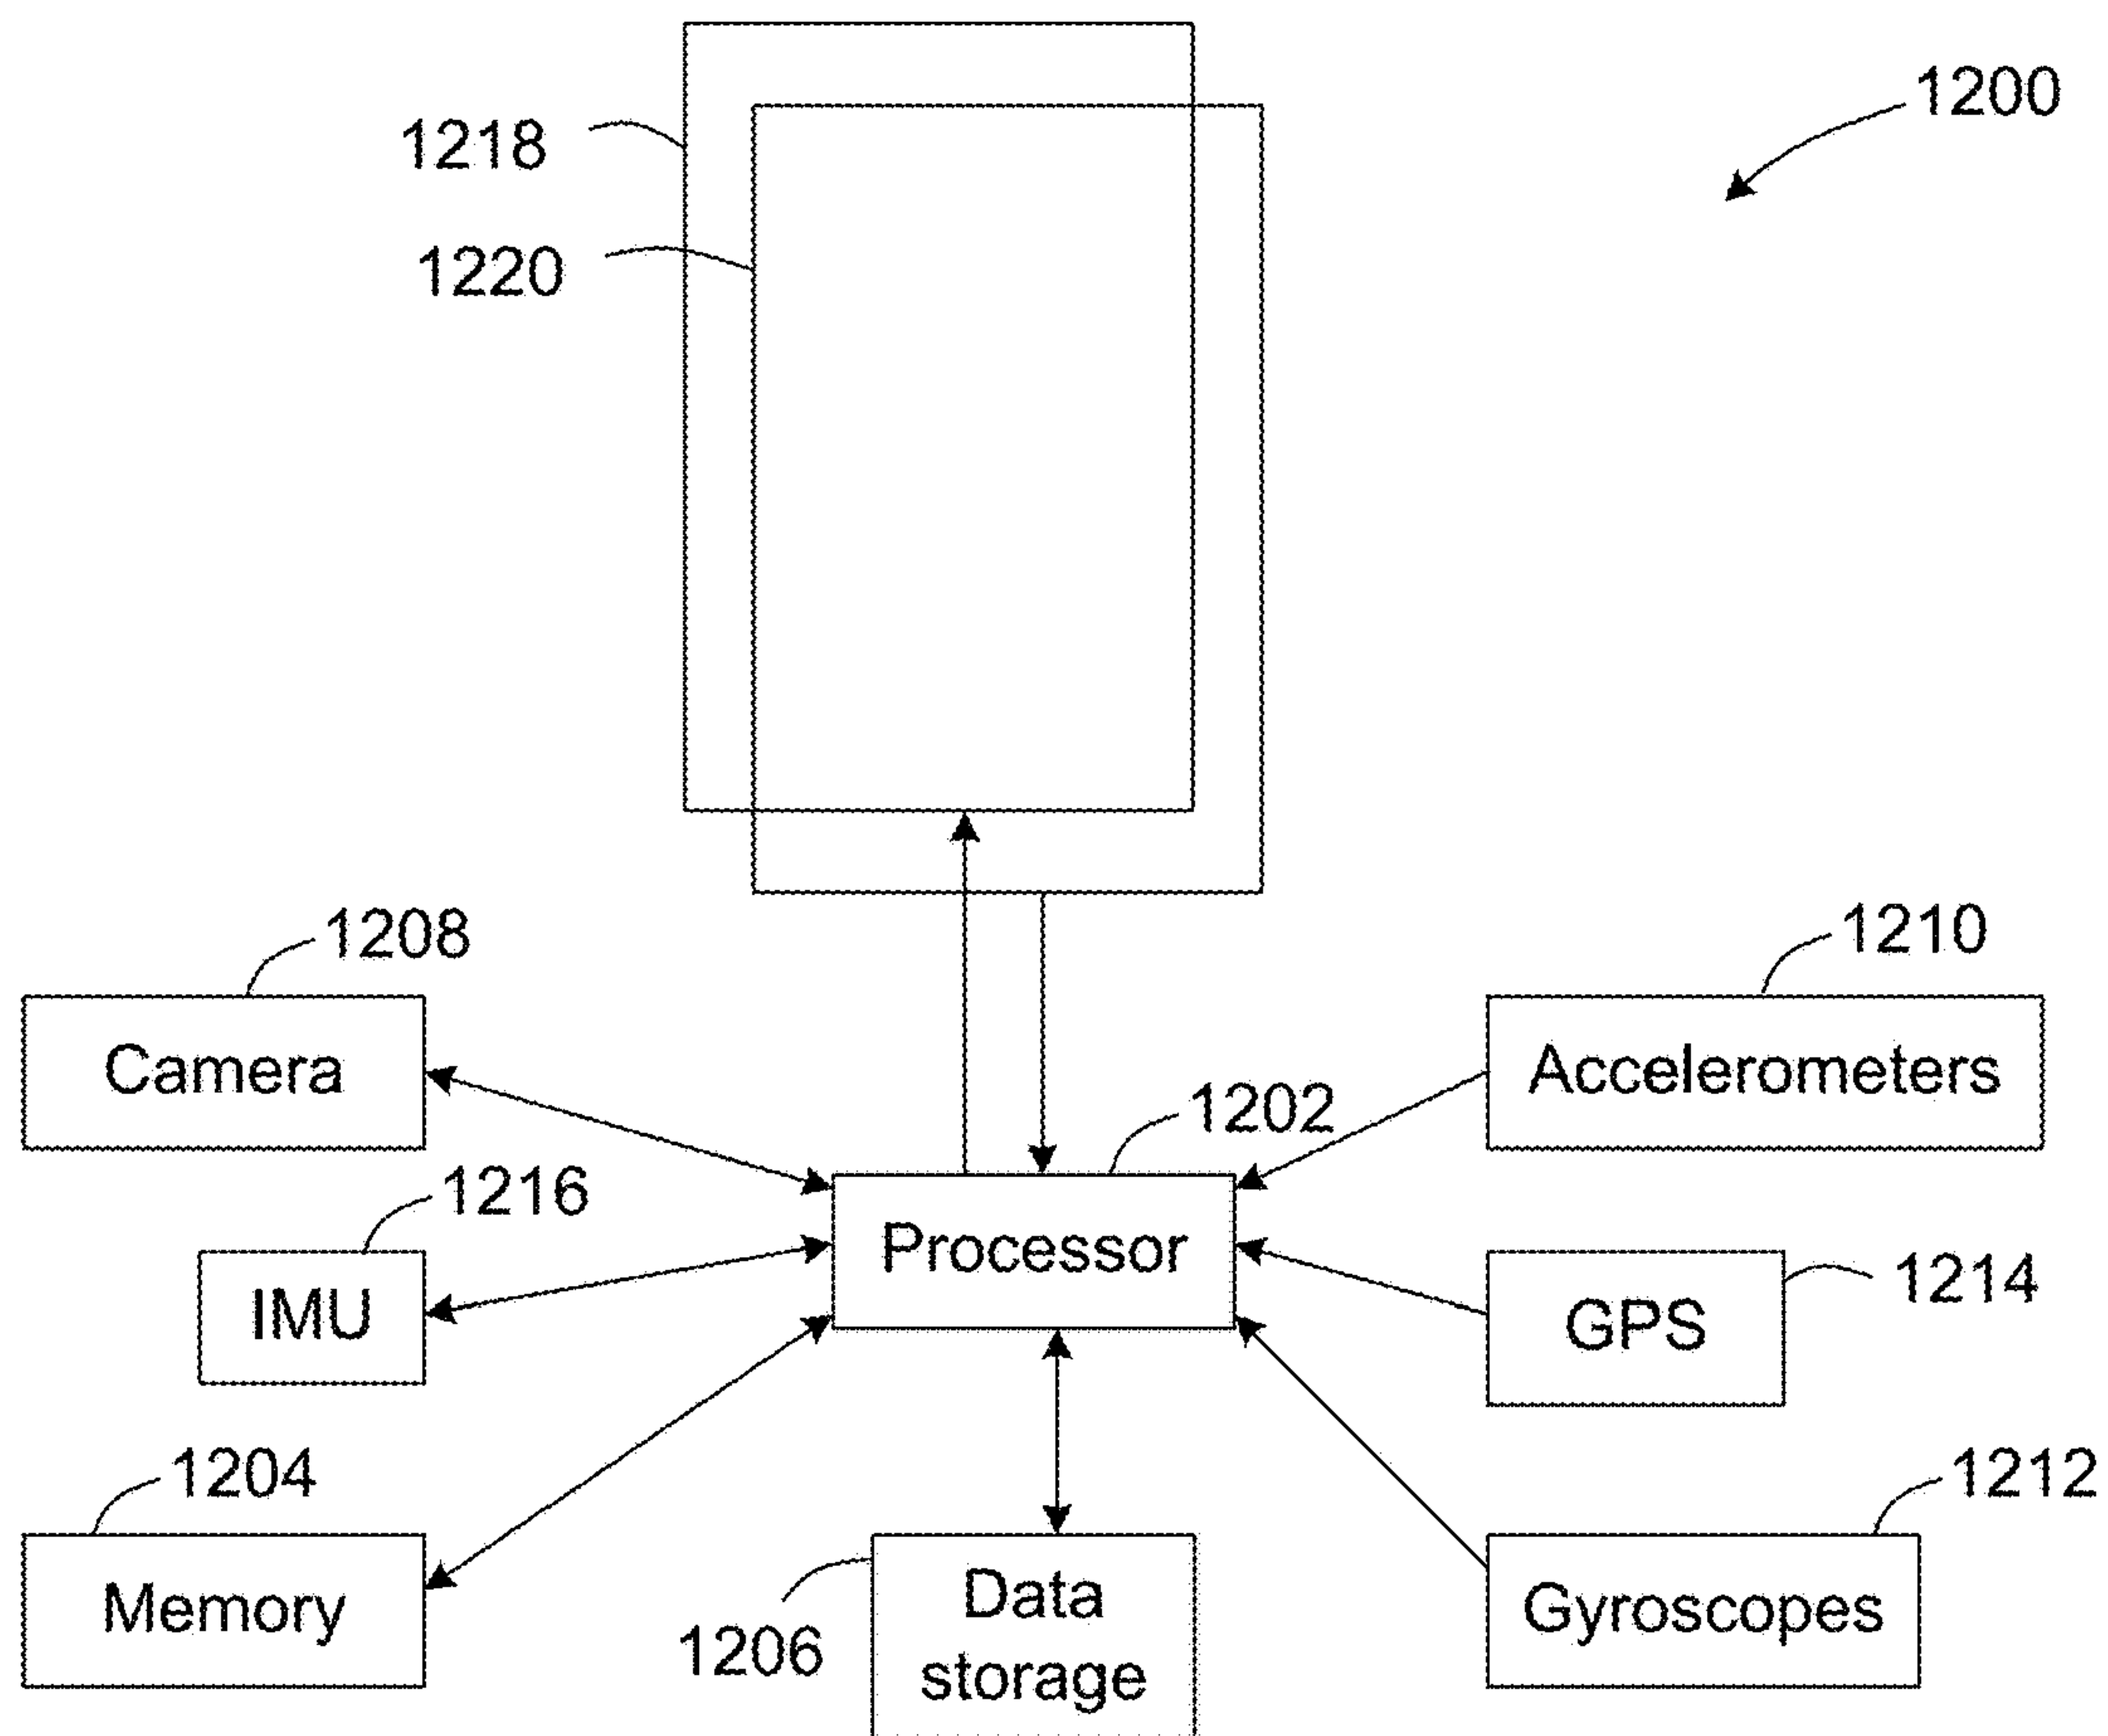 1200
1218
1220
1208
1210
Camera
Accelerometers
1202
1216
Processor
1214
IMU
GPS
1204
1212
Memory
Data
storage
1206
Gyroscopes